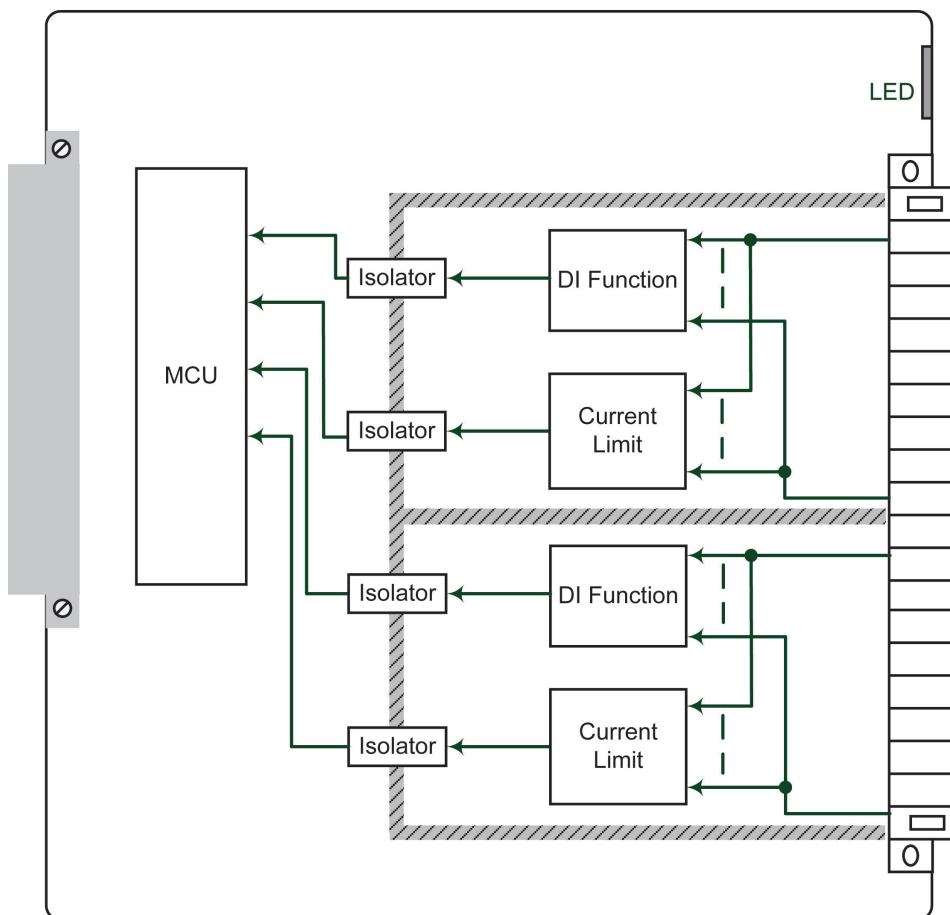 LED
DI Function
Isolator
MCU
Current
Limit
Isolator
DI Function
Isolator
Current
Limit
Isolator